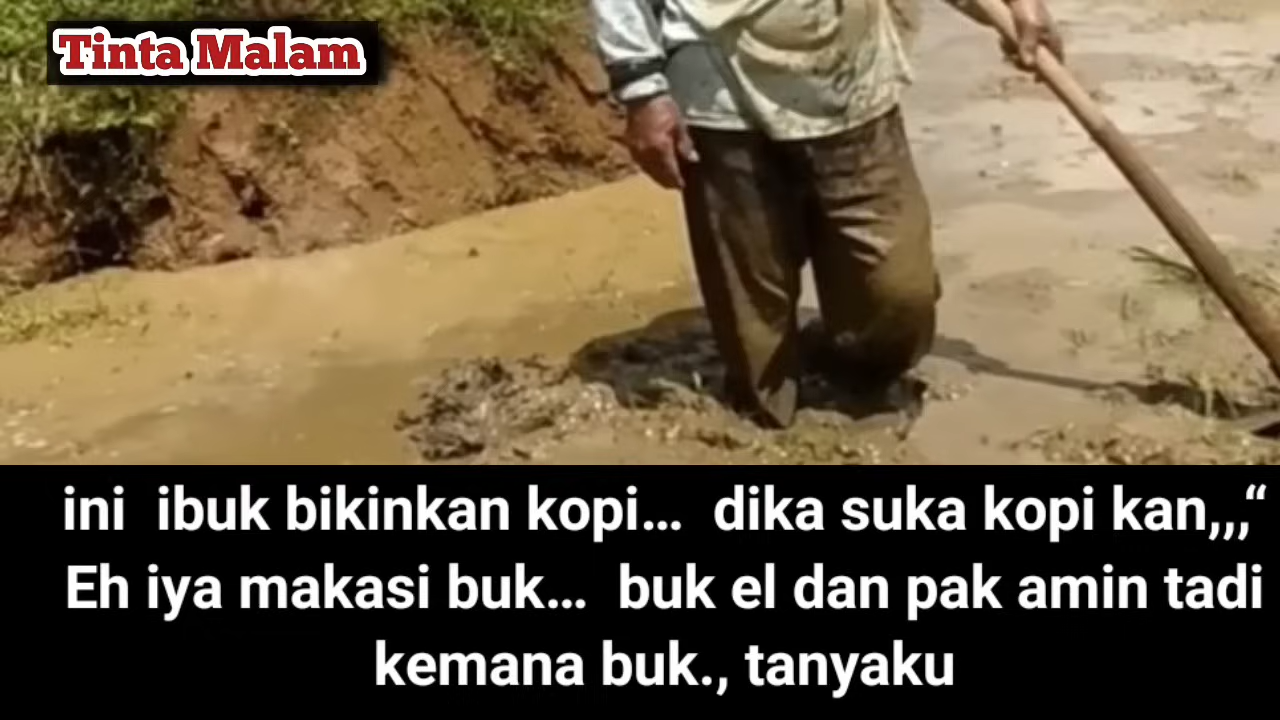 Tinta Malam
ini ibuk bikinkan kopi... dika suka kopi kan,,,“
Eh iya makasi buk... buk el dan pak amin tadi
kemana buk., tanyaku